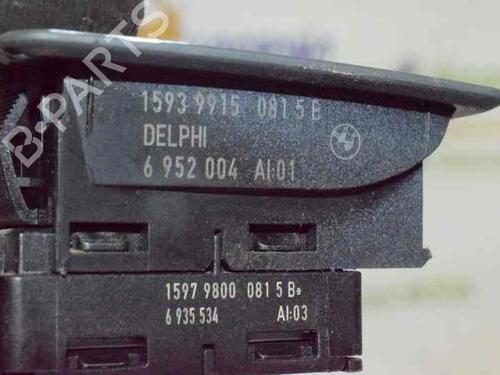 1593 9915 081 5 B
DELPHI
6 952 004 AI:01
1597 9800 081 5 B*
6 935 534 AI:03
B-PARTS